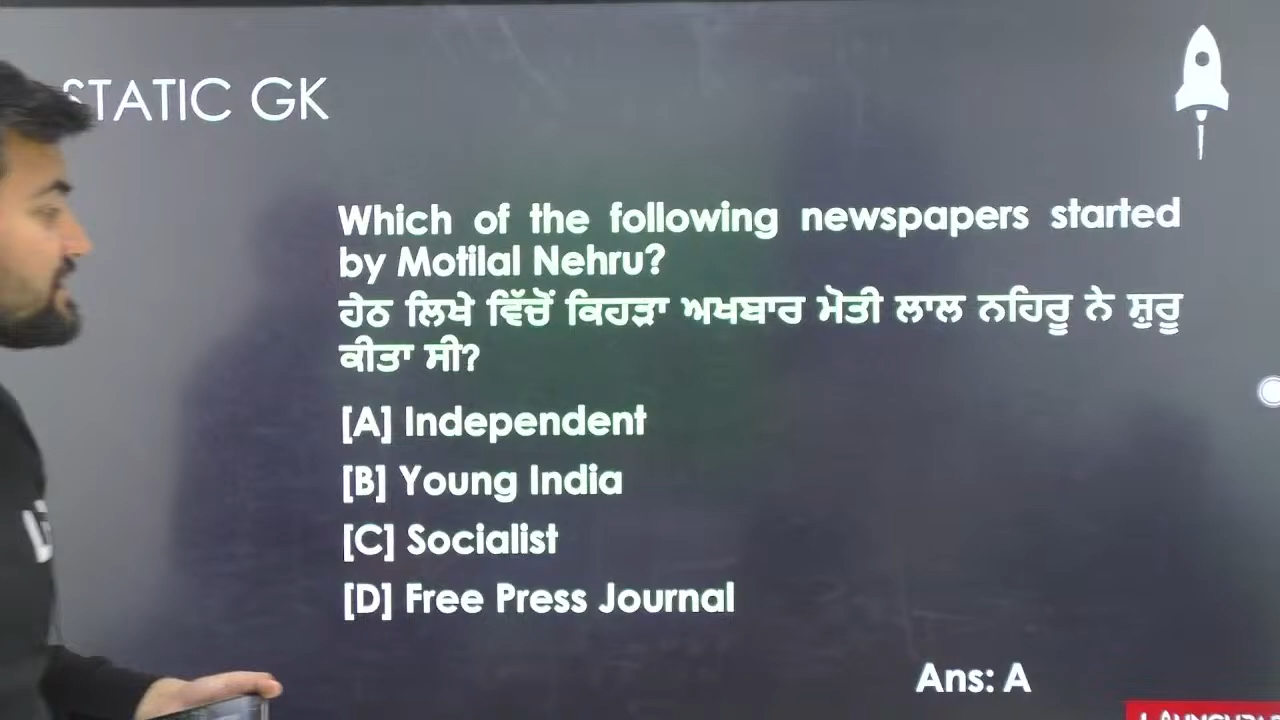 STATIC GK
Which of the following newspapers started
by Motilal Nehru?
ਹੇਠ ਲਿਖੇ ਵਿੱਚੋਂ ਕਿਹੜਾ ਅਖਬਾਰ ਮੋਤੀ ਲਾਲ ਨਹਿਰੂ ਨੇ ਸ਼ੁਰੂ
ਕੀਤਾ ਸੀ?
[A] Independent
[B] Young India
[C] Socialist
[D] Free Press Journal
Ans: A